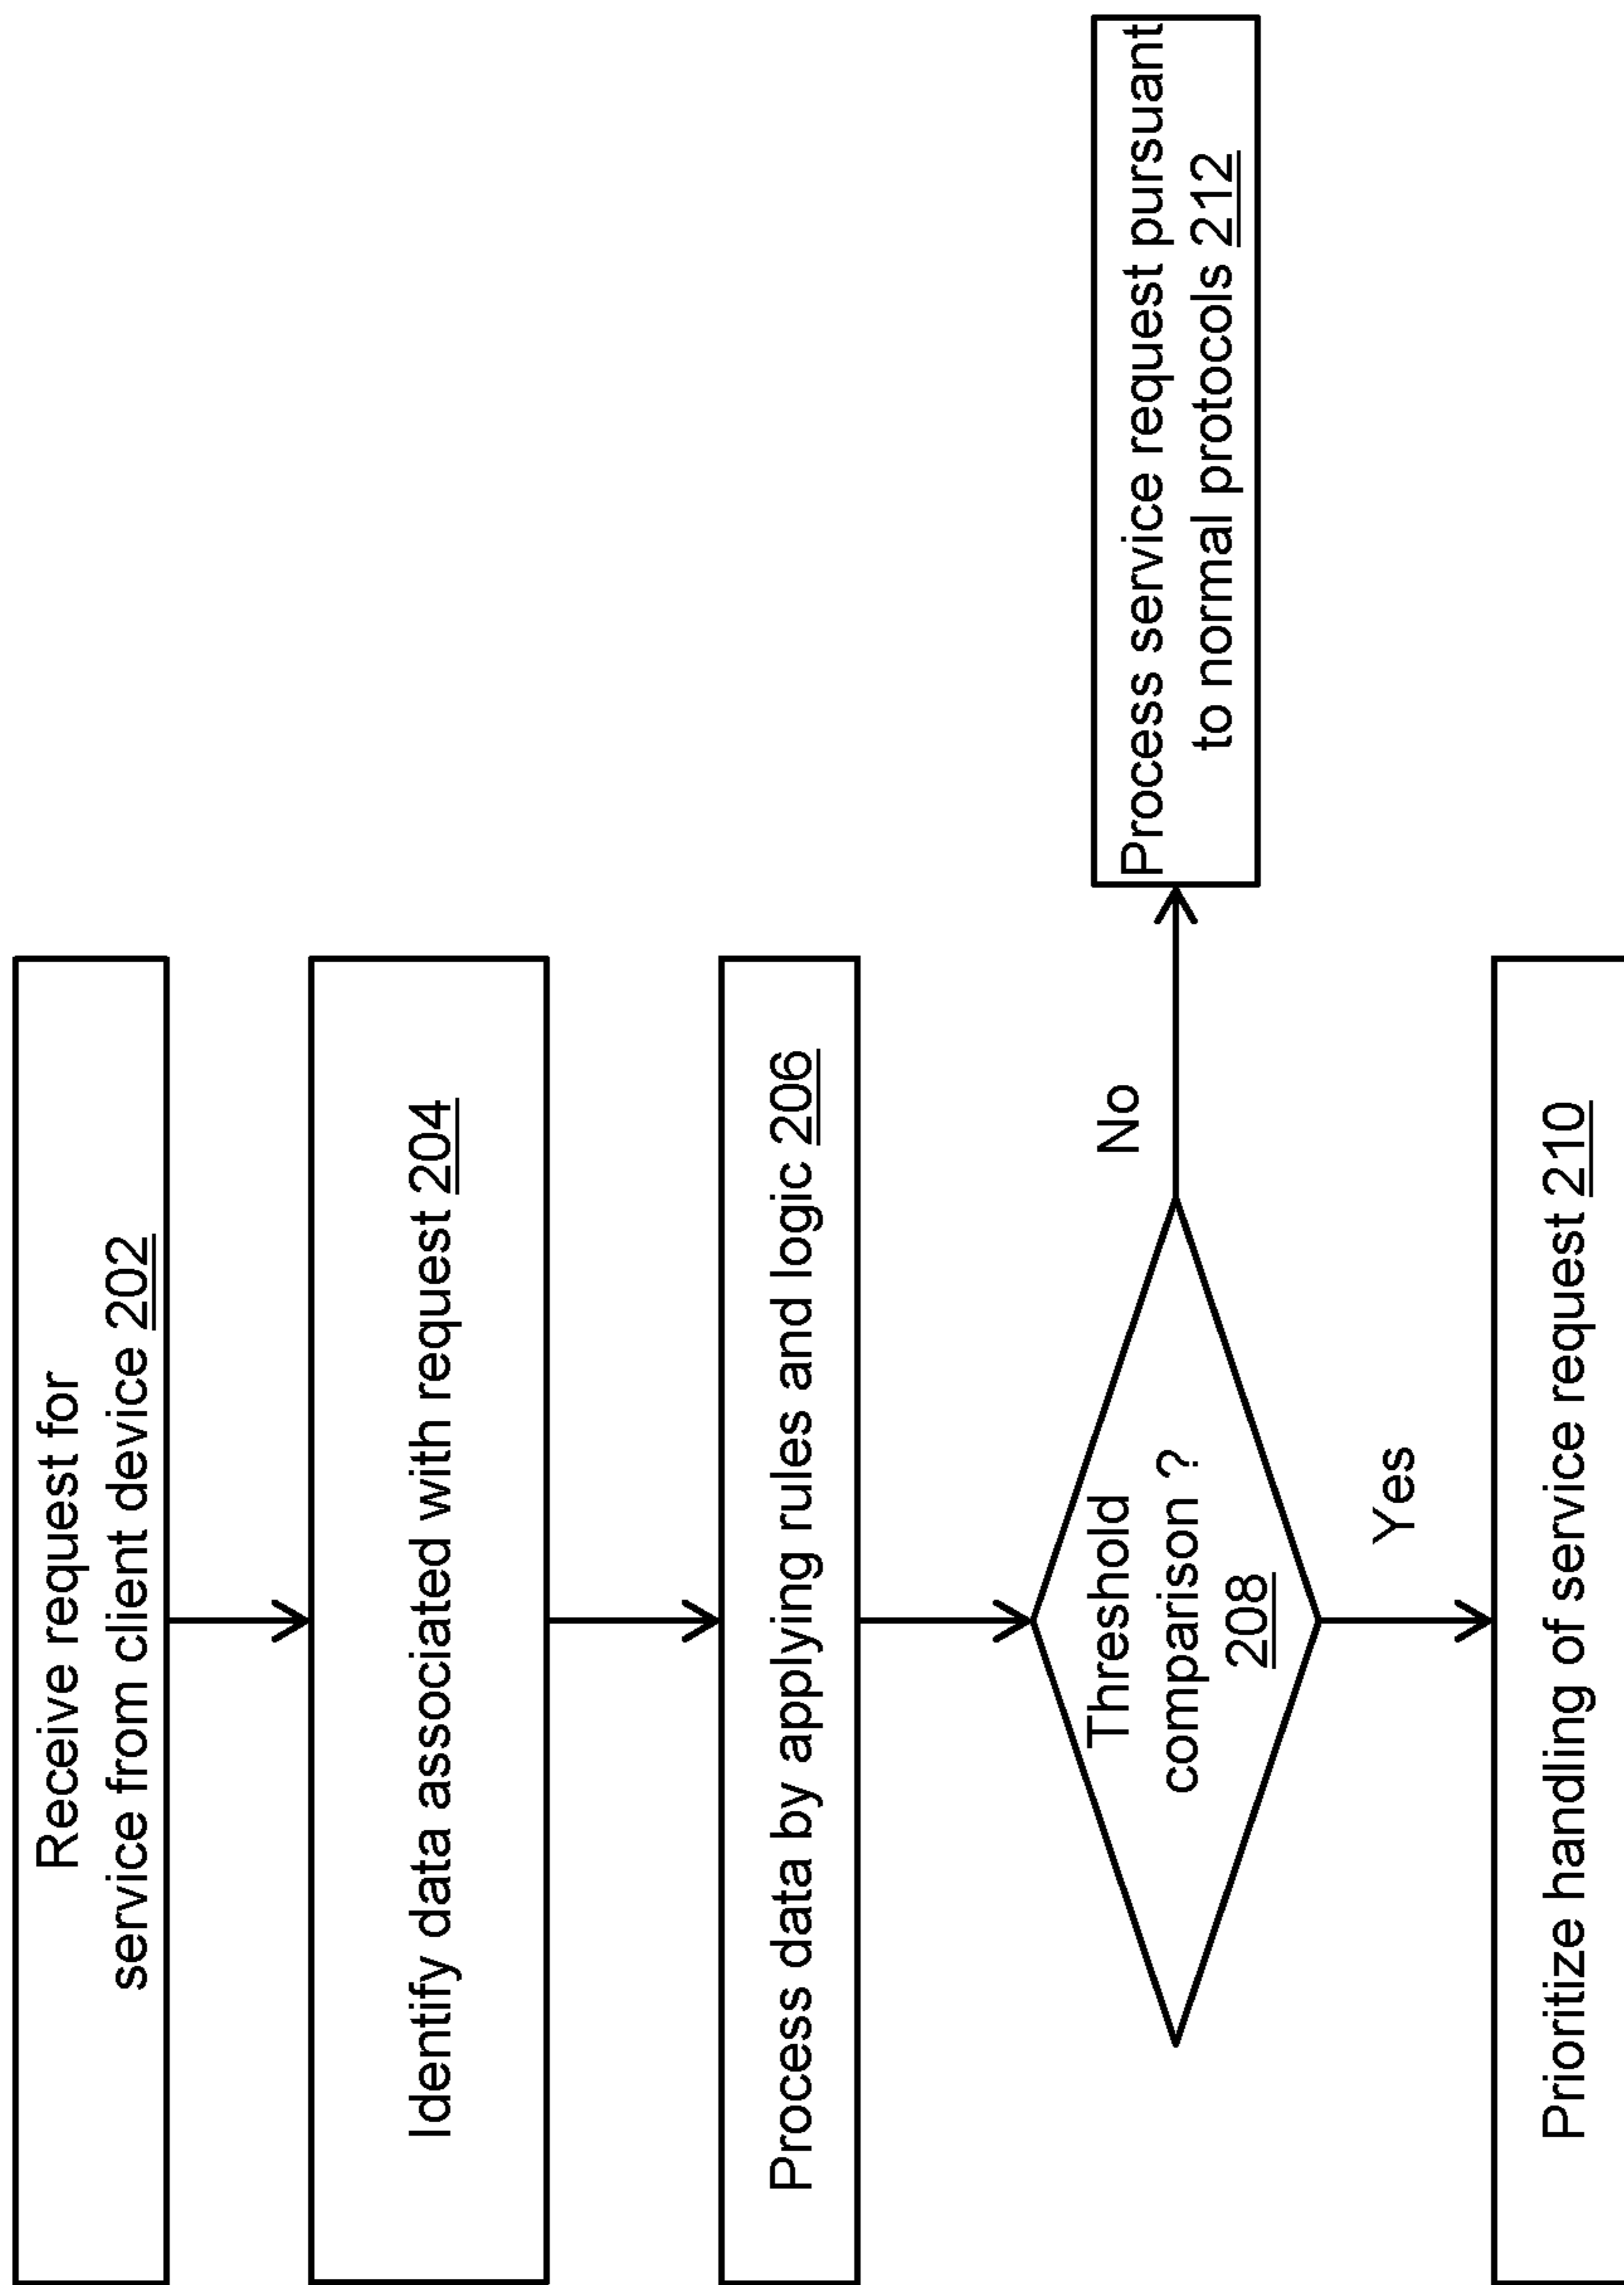 Receive request for
service from client device 202
Identify data associated with request 204
Process data by applying rules and logic 206
Threshold
comparison ?
208
No
Process service request pursuant
to normal protocols 212
Yes
Prioritize handling of service request 210